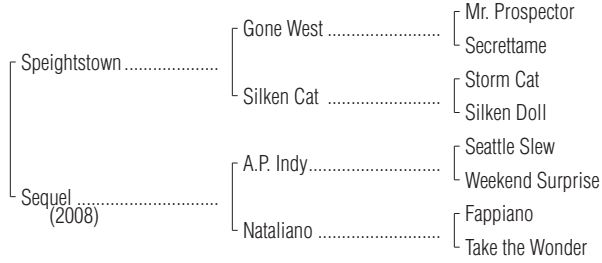 Mr. Prospector
Gone West ......................
Secrettame
Speightstown ....................
Storm Cat
Silken Cat ......................
Silken Doll
Seattle Slew
A.P. Indy.........................
Weekend Surprise
Sequel ..............................
(2008)
Fappiano
Nataliano ........................
Take the Wonder